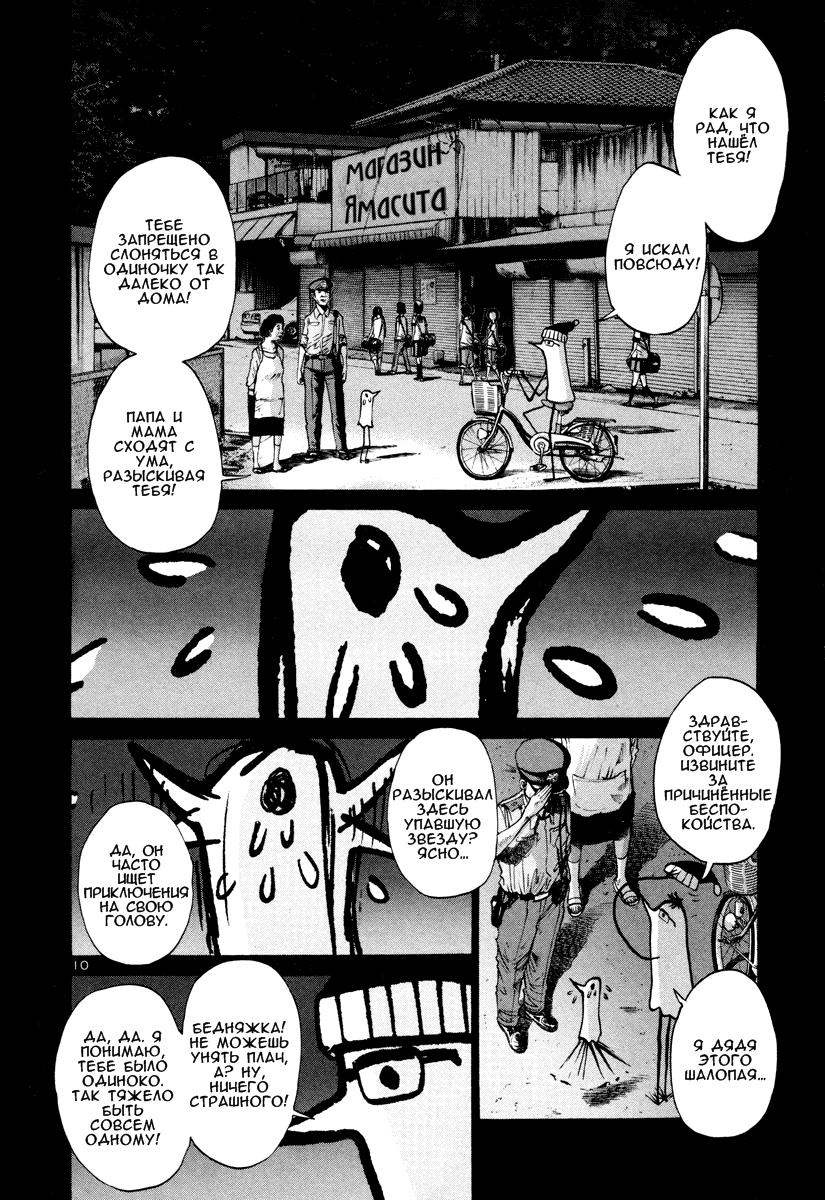 КАК Я
РАД, ЧТО
НАШЁЛ
ТЕБЯ!
Я ИСКАЛ
ПОВСЮДУ!
магазин
Ямасита
ТЕБЕ
ЗАПРЕЩЕНО
СЛОНЯТЬСЯ В
ОДИНОЧКУ ТАК
ДАЛЕКО ОТ
ДОМА!
ПАПА И
МАМА
СХОДЯТ С
УМА,
РАЗЫСКИВАЯ
ТЕБЯ!
ЗДРАВ-
СТВУЙТЕ,
ОФИЦЕР.
ИЗВИНИТЕ
ЗА
ПРИЧИНЁННЫЕ
БЕСПО-
КОЙСТВА.
Я ДЯДЯ
ЭТОГО
ШАЛОПАЯ...
ОН
РАЗЫСКИВАЛ
ЗДЕСЬ
УПАВШУЮ
ЗВЕЗДУ?
ЯСНО...
ДА, ОН
ЧАСТО
ИЩЕТ
ПРИКЛЮЧЕНИЯ
НА СВОЮ
ГОЛОВУ.
БЕДНЯЖКА!
НЕ МОЖЕШЬ
УНЯТЬ ПЛАЧ,
А? НУ,
НИЧЕГО
СТРАШНОГО!
ДА, ДА. Я
ПОНИМАЮ,
ТЕБЕ БЫЛО
ОДИНОКО.
ТАК ТЯЖЕЛО
БЫТЬ
СОВСЕМ
ОДНОМУ!
10